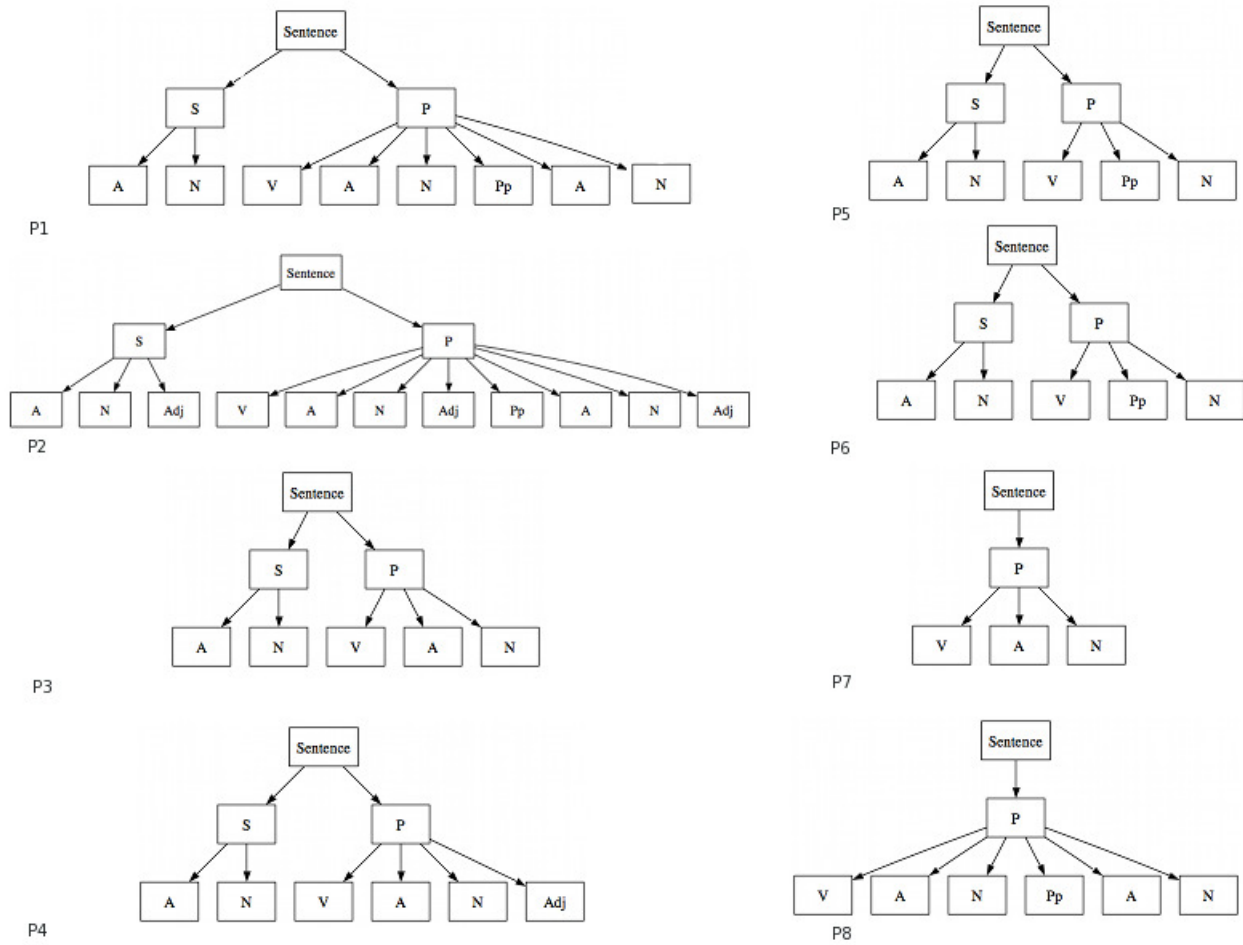 Sentence
S P
A N V A N Pp A N
P1
Sentence
S P
A N Adj V A N Adj Pp A N Adj
P2
Sentence
S P
A N V A N
P3
Sentence
S P
A N V A N Adj
P4
Sentence
S P
A N V Pp N
P5
Sentence
S P
A N V Pp N
P6
Sentence
P
V A N
P7
Sentence
P
V A N Pp A N
P8